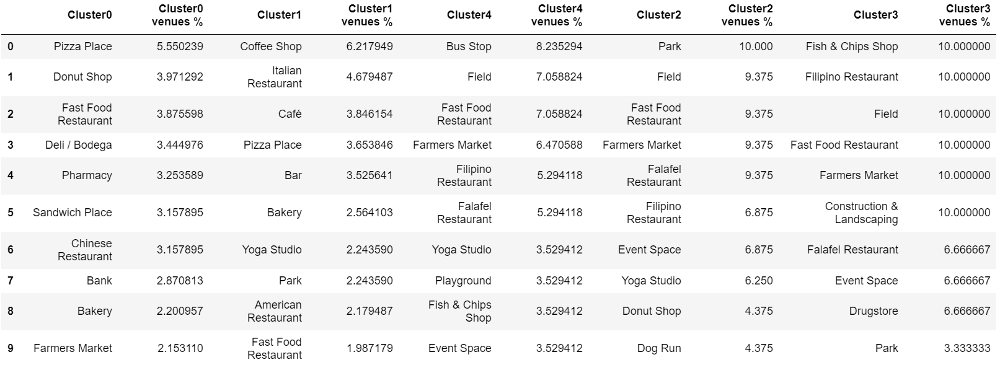 Cluster0 Cluster0 venues % Cluster1 Cluster1 venues % Cluster4 Cluster4 venues % Cluster2 Cluster2 venues % Cluster3 Cluster3 venues %
0 Pizza Place 5.550239 Coffee Shop 6.217949 Bus Stop 8.235294 Park 10.000 Fish & Chips Shop 10.000000
1 Donut Shop 3.971292 Italian Restaurant 4.679487 Field 7.058824 Field 9.375 Filipino Restaurant 10.000000
2 Fast Food Restaurant 3.875598 Café 3.846154 Fast Food Restaurant 7.058824 Fast Food Restaurant 9.375 Field 10.000000
3 Deli / Bodega 3.444976 Pizza Place 3.653846 Farmers Market 6.470588 Farmers Market 9.375 Fast Food Restaurant 10.000000
4 Pharmacy 3.253589 Bar 3.525641 Filipino Restaurant 5.294118 Falafel Restaurant 9.375 Farmers Market 10.000000
5 Sandwich Place 3.157895 Bakery 2.564103 Falafel Restaurant 5.294118 Filipino Restaurant 6.875 Construction & Landscaping 10.000000
6 Chinese Restaurant 3.157895 Yoga Studio 2.243590 Yoga Studio 3.529412 Event Space 6.875 Falafel Restaurant 6.666667
7 Bank 2.870813 Park 2.243590 Playground 3.529412 Yoga Studio 6.250 Event Space 6.666667
8 Bakery 2.200957 American Restaurant 2.179487 Fish & Chips Shop 3.529412 Donut Shop 4.375 Drugstore 6.666667
9 Farmers Market 2.153110 Fast Food Restaurant 1.987179 Event Space 3.529412 Dog Run 4.375 Park 3.333333